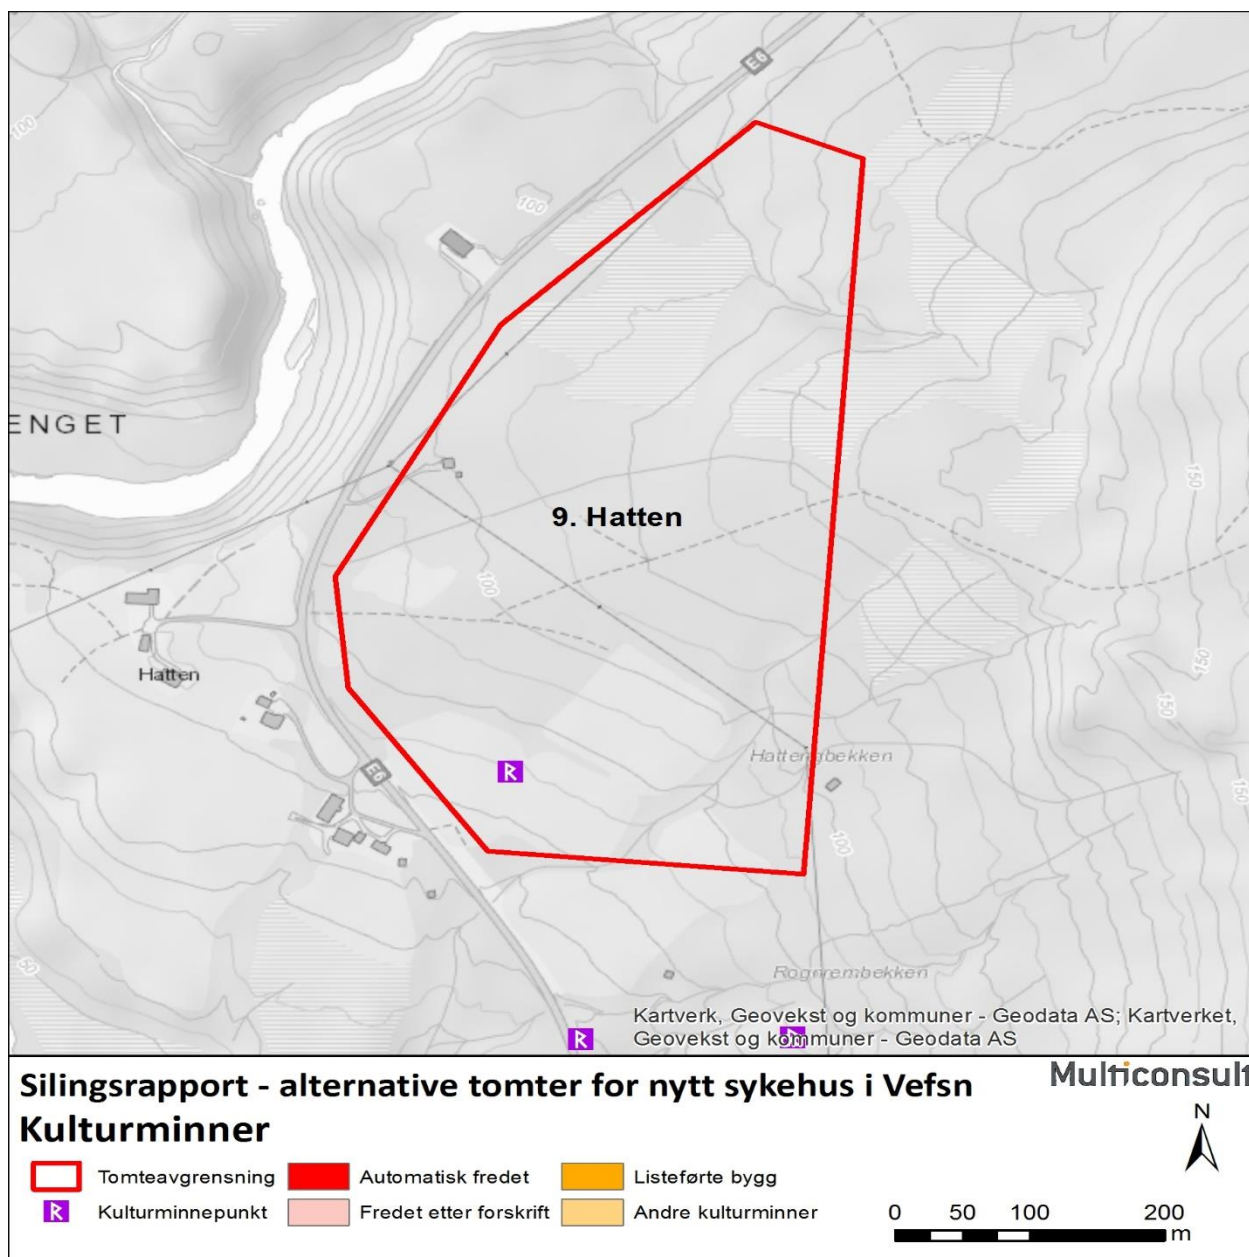 E6
100
100
ENGET
9. Hatten
100
150
150
150
Hatten
E6
Hattengbekken
100
50
Rognrembekken
Kartverk, Geovekst og kommuner - Geodata AS; Kartverket,
Geovekst og kommuner - Geodata AS
Silingsrapport - alternative tomter for nytt sykehus i Vefsn
Multiconsult
Kulturminner
N
Tomteavgrensning
Automatisk fredet
Listeførte bygg
Kulturminnepunkt
Fredet etter forskrift
Andre kulturminner
0 50 100 200
m